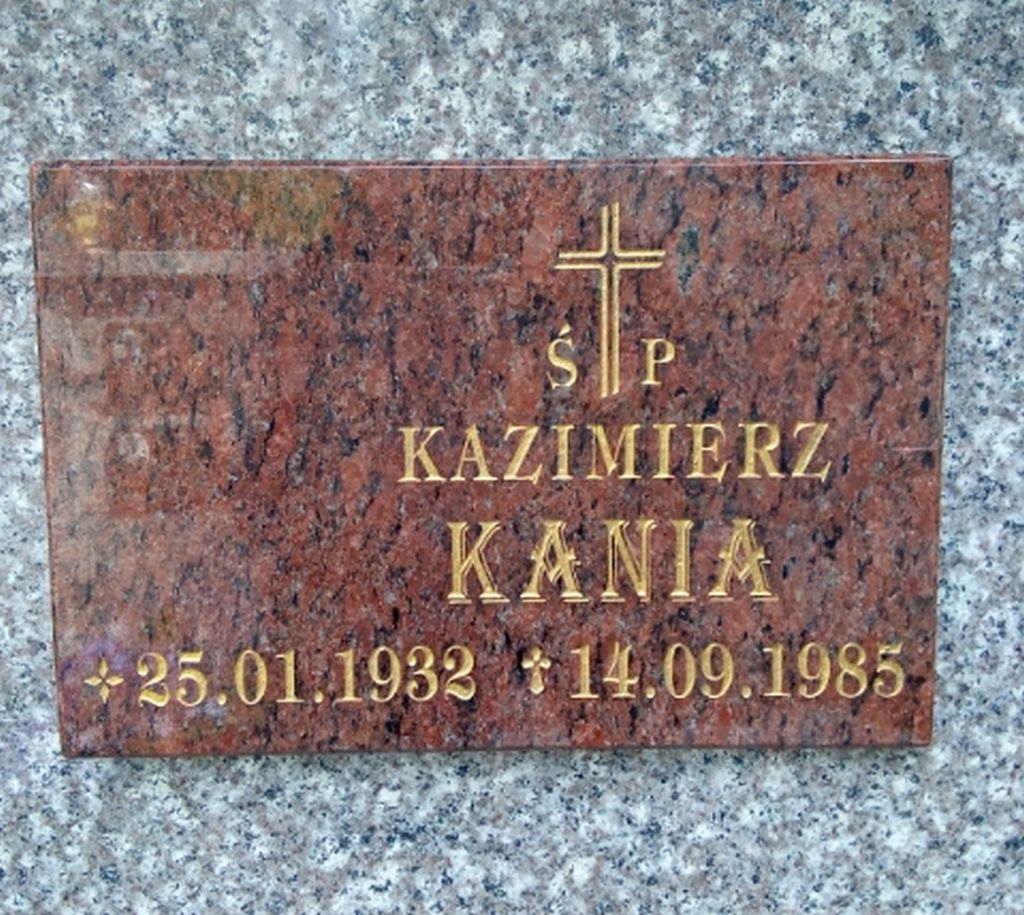 Ś P
KAZIMIERZ
KANIA
25.01.1932 14.09.1985